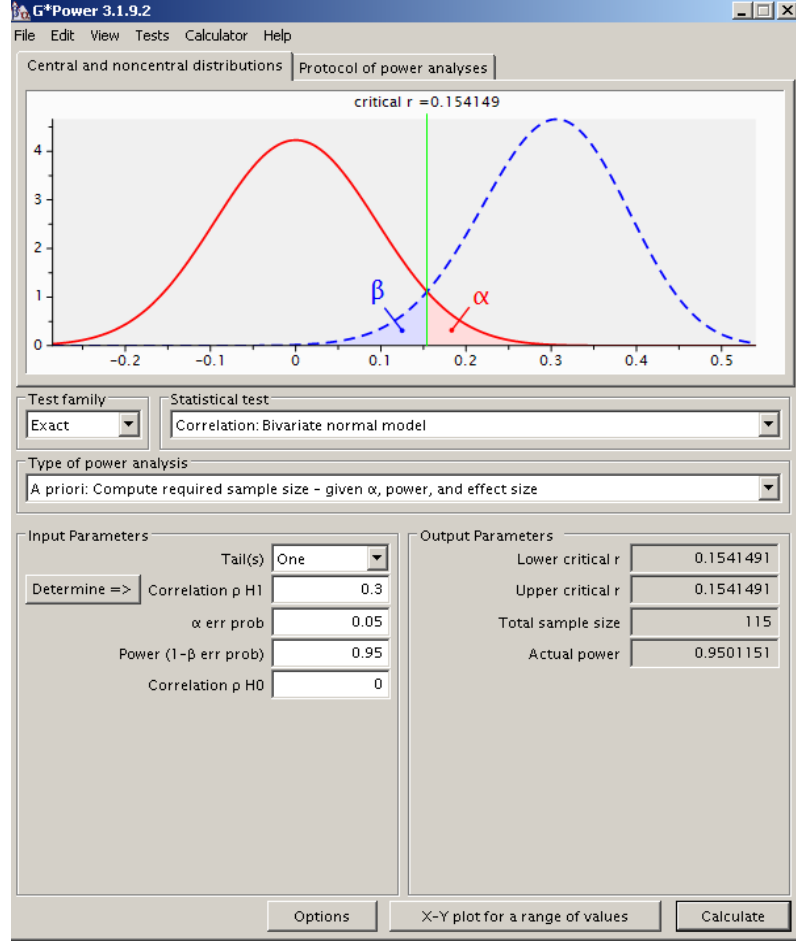 G*Power 3.1.9.2
File Edit View Tests Calculator Help
Central and noncentral distributions Protocol of power analyses
critical r =0.154149
4
3
2
1
0
β
α
-0.2 -0.1 0 0.1 0.2 0.3 0.4 0.5
Test family Statistical test
Exact Correlation: Bivariate normal model
Type of power analysis
A priori: Compute required sample size - given α, power, and effect size
Input Parameters
Tail(s) One
Determine => Correlation ρ H1 0.3
α err prob 0.05
Power (1-β err prob) 0.95
Correlation ρ H0 0
Output Parameters
Lower critical r 0.1541491
Upper critical r 0.1541491
Total sample size 115
Actual power 0.9501151
Options X-Y plot for a range of values Calculate